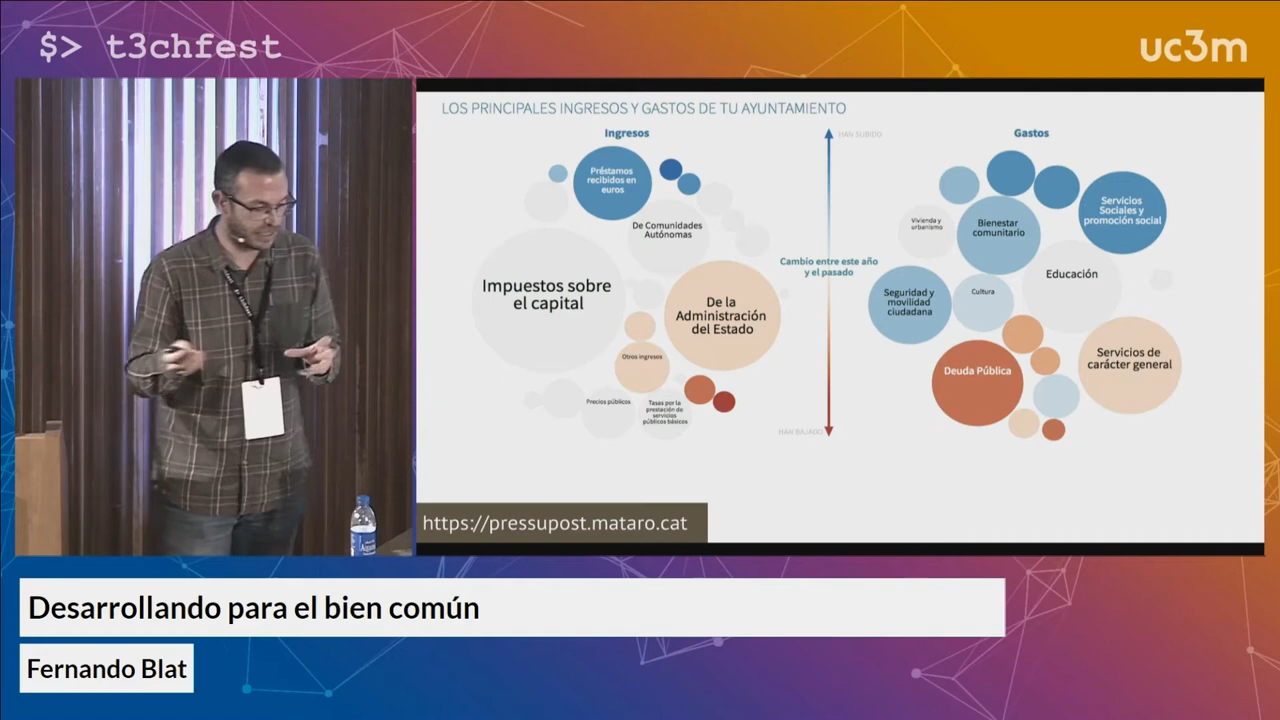 $> t3chfest
uc3m
LOS PRINCIPALES INGRESOS Y GASTOS DE TU AYUNTAMIENTO
Ingresos
Préstamos
recibidos en
euros
De Comunidades
Autónomas
Impuestos sobre
el capital
De la
Administración
del Estado
Otros ingresos
Precios públicos
Tasas por la
prestación de
servicios
públicos básicos
HAN SUBIDO
Cambio entre este año
y el pasado
HAN BAJADO
Gastos
Servicios
Sociales y
promoción social
Vivienda y
urbanismo
Bienestar
comunitario
Educación
Seguridad y
movilidad
ciudadana
Cultura
Deuda Pública
Servicios de
carácter general
https://pressupost.mataro.cat
Desarrollando para el bien común
Fernando Blat